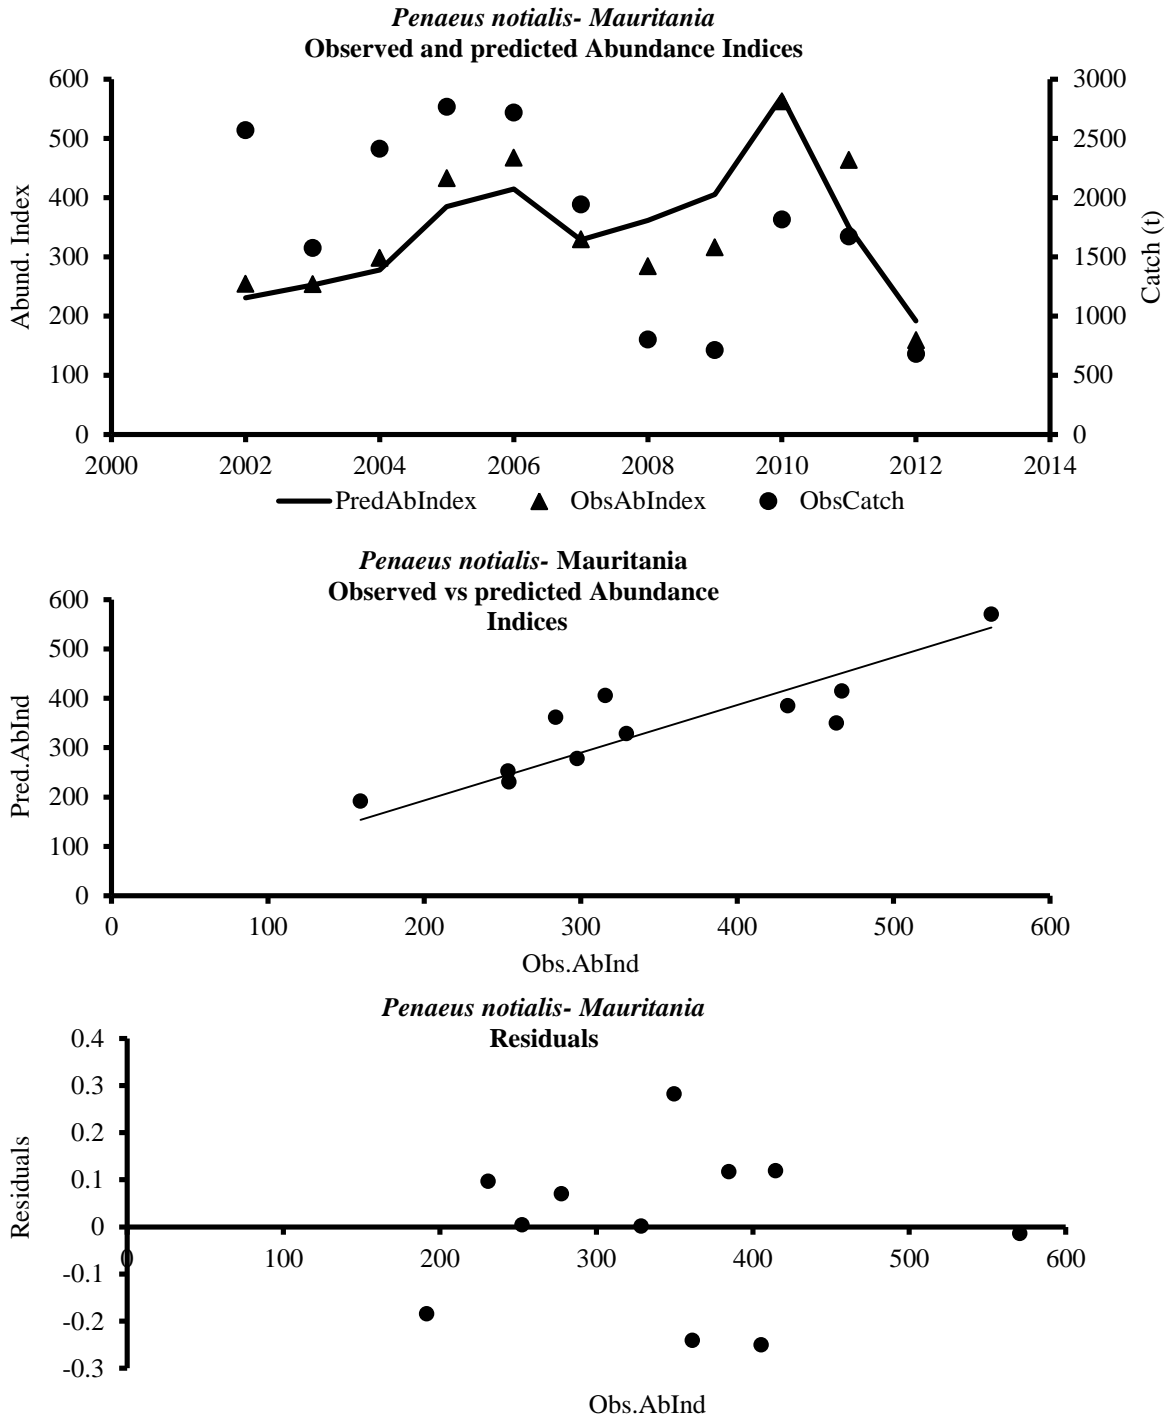 Penaeus notialis- Mauritania
Observed and predicted Abundance Indices
600
500
400
300
200
100
0
Abund. Index
3000
2500
2000
1500
1000
500
0
Catch (t)
2000 2002 2004 2006 2008 2010 2012 2014
PredAbIndex ObsAbIndex ObsCatch
Penaeus notialis- Mauritania
Observed vs predicted Abundance
Indices
600
500
400
300
200
100
0
Pred.AbInd
0 100 200 300 400 500 600
Obs.AbInd
Penaeus notialis- Mauritania
Residuals
0.4
0.3
0.2
0.1
0
-0.1
-0.2
-0.3
Residuals
0 100 200 300 400 500 600
Obs.AbInd